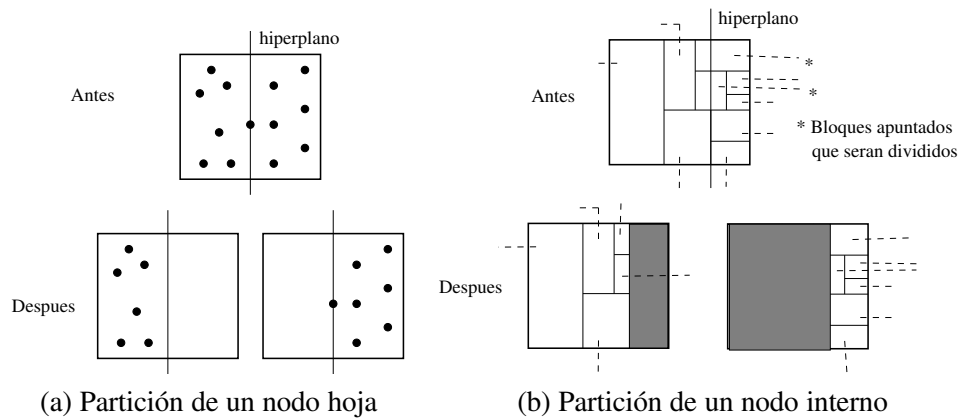 hiperplano
Antes
hiperplano
Antes
*
*
* Bloques apuntados
que seran divididos
Despues
Despues
(a) Partición de un nodo hoja
(b) Partición de un nodo interno